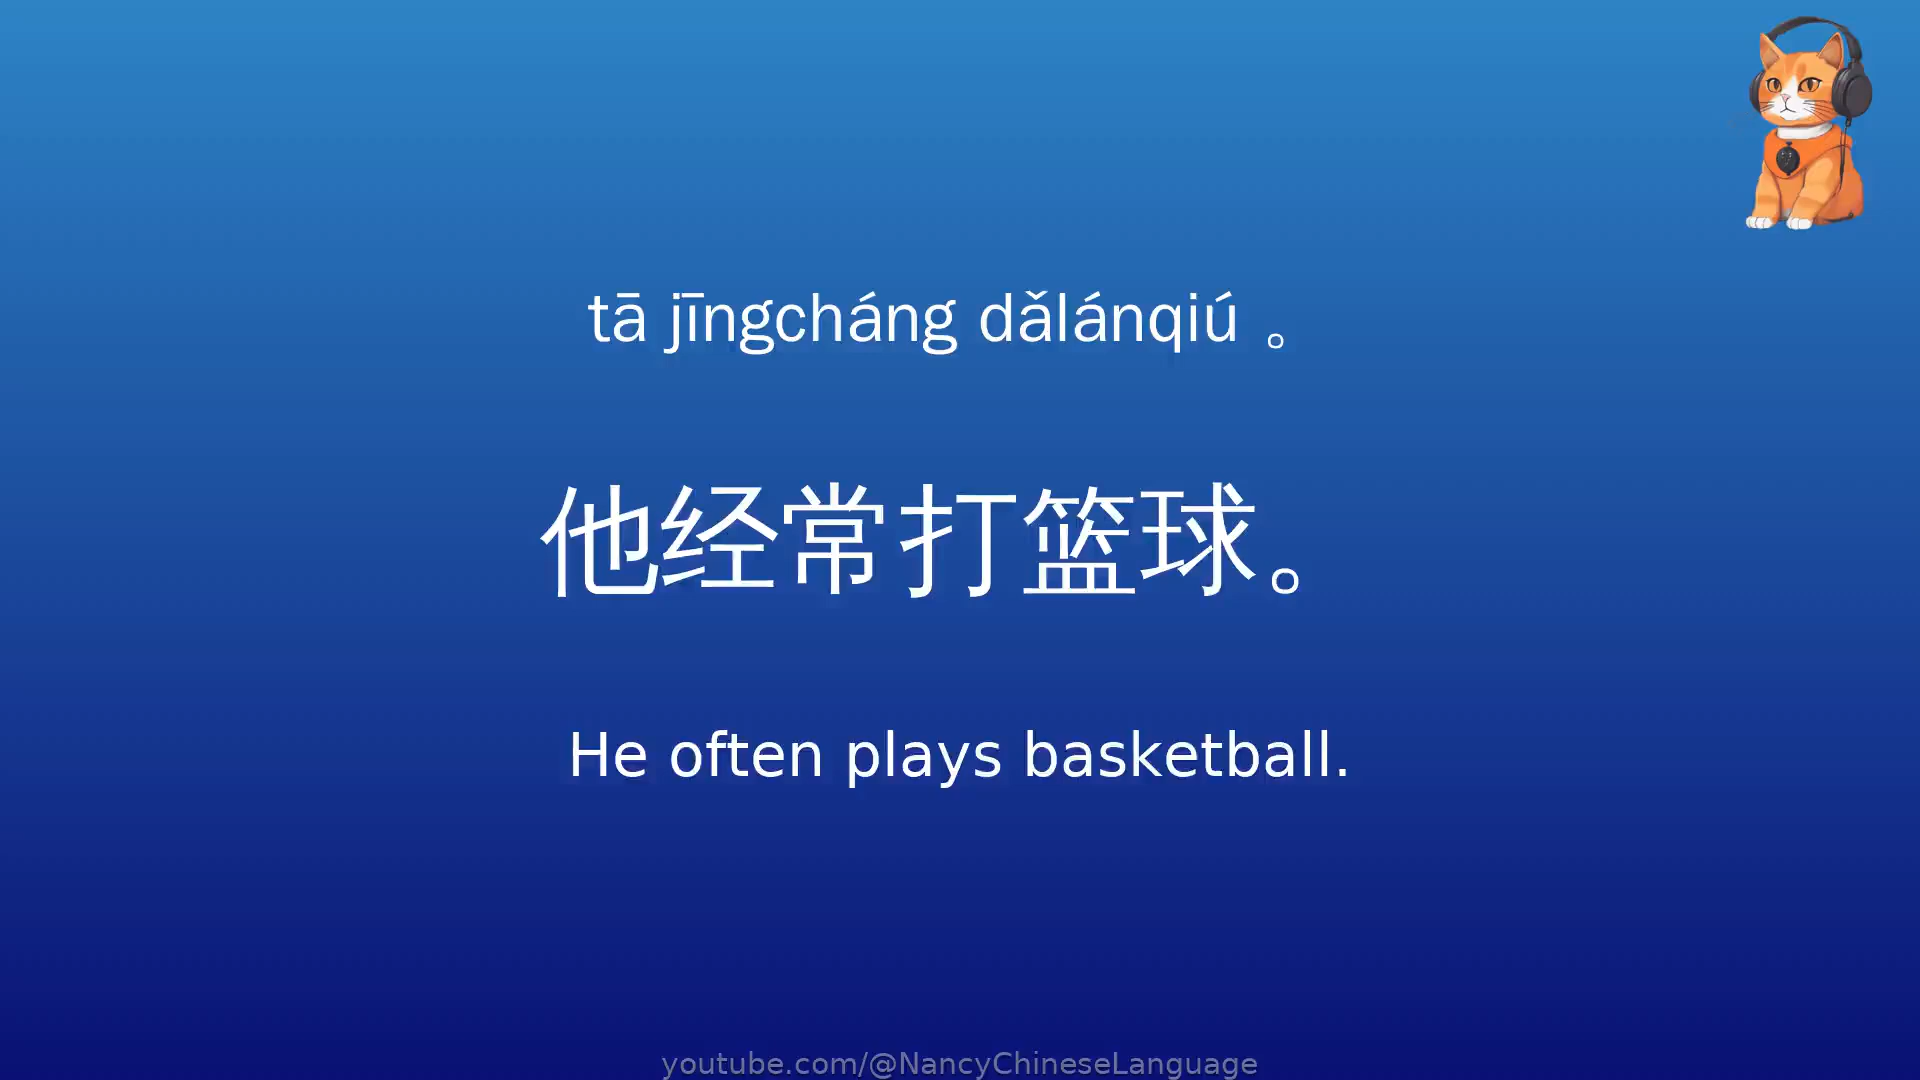 tā jīngcháng dǎlánqiú 。
他经常打篮球。
He often plays basketball.
youtube.com/@NancyChineseLanguage